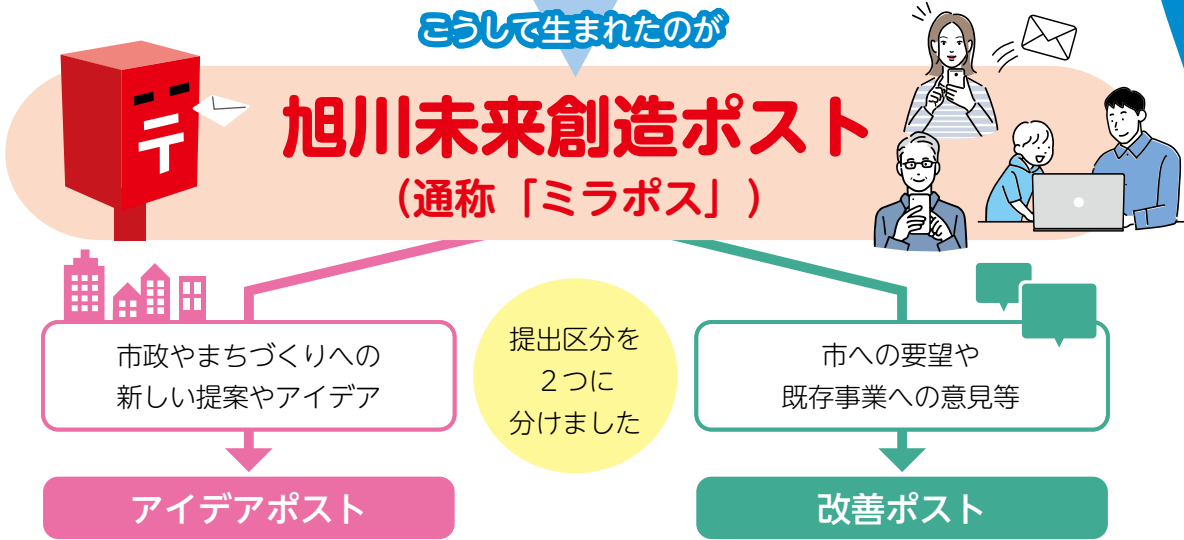 こうして生まれたのが
旭川未来創造ポスト
（通称「ミラポス」）
市政やまちづくりへの
新しい提案やアイデア
提出区分を
２つに
分けました
市への要望や
既存事業への意見等
アイデアポスト
改善ポスト